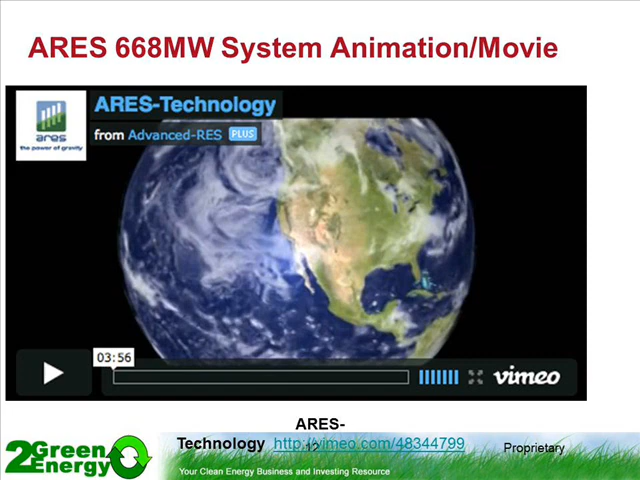 ARES 668MW System Animation/Movie
ares
the power of gravity
ARES-Technology
from Advanced-RES PLUS
03:56
vimeo
ARES-
Technology http://vimeo.com/48344799
12
Proprietary
2Green
Energy
Your Clean Energy Business and Investing Resource